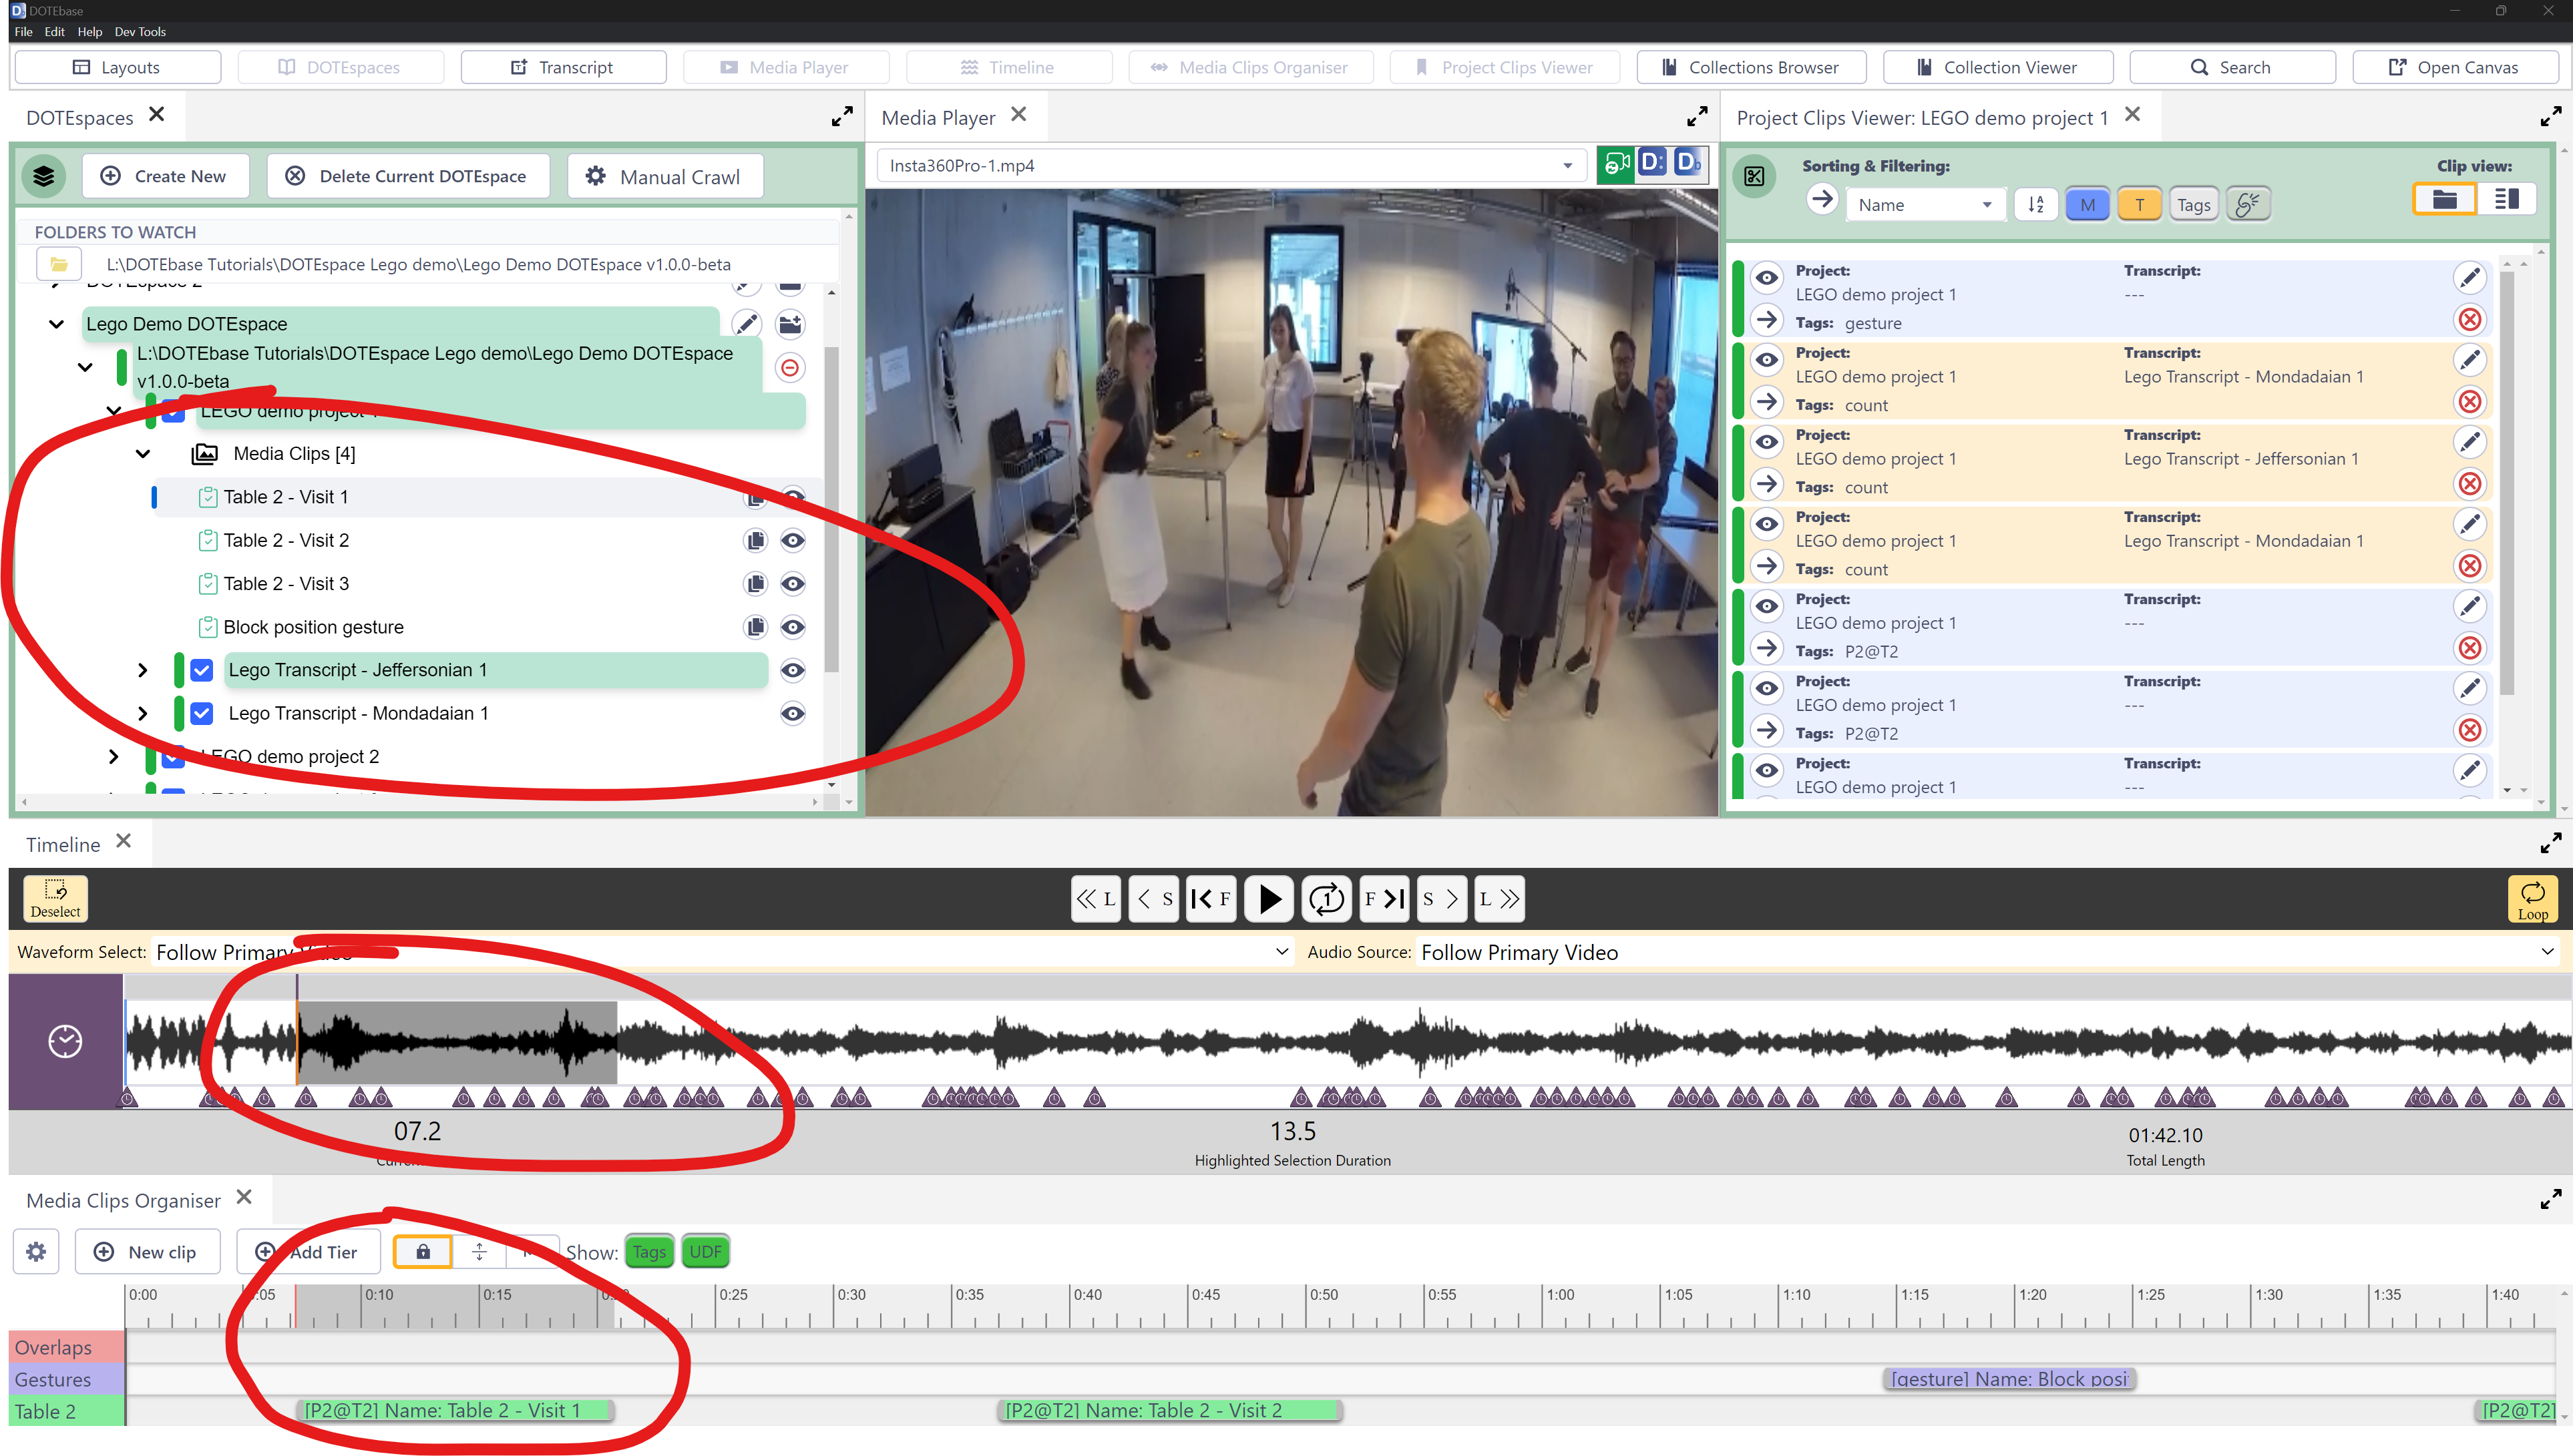 DOTEbase
File Edit Help Dev Tools
Layouts DOTEspaces Transcript Media Player Timeline Media Clips Organiser Project Clips Viewer Collections Browser Collection Viewer Search Open Canvas
DOTEspaces
Create New Delete Current DOTEspace Manual Crawl
FOLDERS TO WATCH
L:\DOTEbase Tutorials\DOTEspace Lego demo\Lego Demo DOTEspace v1.0.0-beta
DOTEspace 2
Lego Demo DOTEspace
L:\DOTEbase Tutorials\DOTEspace Lego demo\Lego Demo DOTEspace
v1.0.0-beta
LEGO demo project 1
Media Clips [4]
Table 2 - Visit 1
Table 2 - Visit 2
Table 2 - Visit 3
Block position gesture
Lego Transcript - Jeffersonian 1
Lego Transcript - Mondadaian 1
LEGO demo project 2
Media Player
Insta360Pro-1.mp4
D: Db
Project Clips Viewer: LEGO demo project 1
Sorting & Filtering: Clip view:
Name M T Tags
Project: Transcript:
LEGO demo project 1 ---
Tags: gesture
Project: Transcript:
LEGO demo project 1 Lego Transcript - Mondadaian 1
Tags: count
Project: Transcript:
LEGO demo project 1 Lego Transcript - Jeffersonian 1
Tags: count
Project: Transcript:
LEGO demo project 1 Lego Transcript - Mondadaian 1
Tags: count
Project: Transcript:
LEGO demo project 1 ---
Tags: P2@T2
Project: Transcript:
LEGO demo project 1 ---
Tags: P2@T2
Project: Transcript:
LEGO demo project 1 ---
Timeline
Deselect L S F 1 F S L Loop
Waveform Select: Follow Primary Video Audio Source: Follow Primary Video
07.2 13.5 01:42.10
Highlighted Selection Duration Total Length
Media Clips Organiser
New clip Add Tier Show: Tags UDF
0:00 0:05 0:10 0:15 0:20 0:25 0:30 0:35 0:40 0:45 0:50 0:55 1:00 1:05 1:10 1:15 1:20 1:25 1:30 1:35 1:40
Overlaps
Gestures [gesture] Name: Block posi
Table 2 [P2@T2] Name: Table 2 - Visit 1 [P2@T2] Name: Table 2 - Visit 2 [P2@T2]